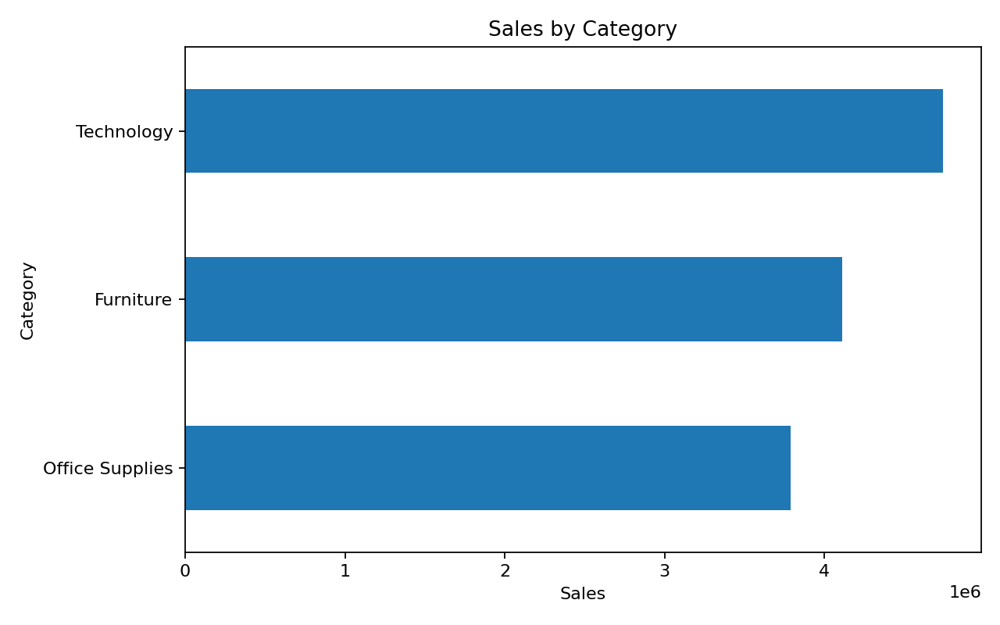 Sales by Category
Technology
Furniture
Office Supplies
Category
0 1 2 3 4
1e6
Sales